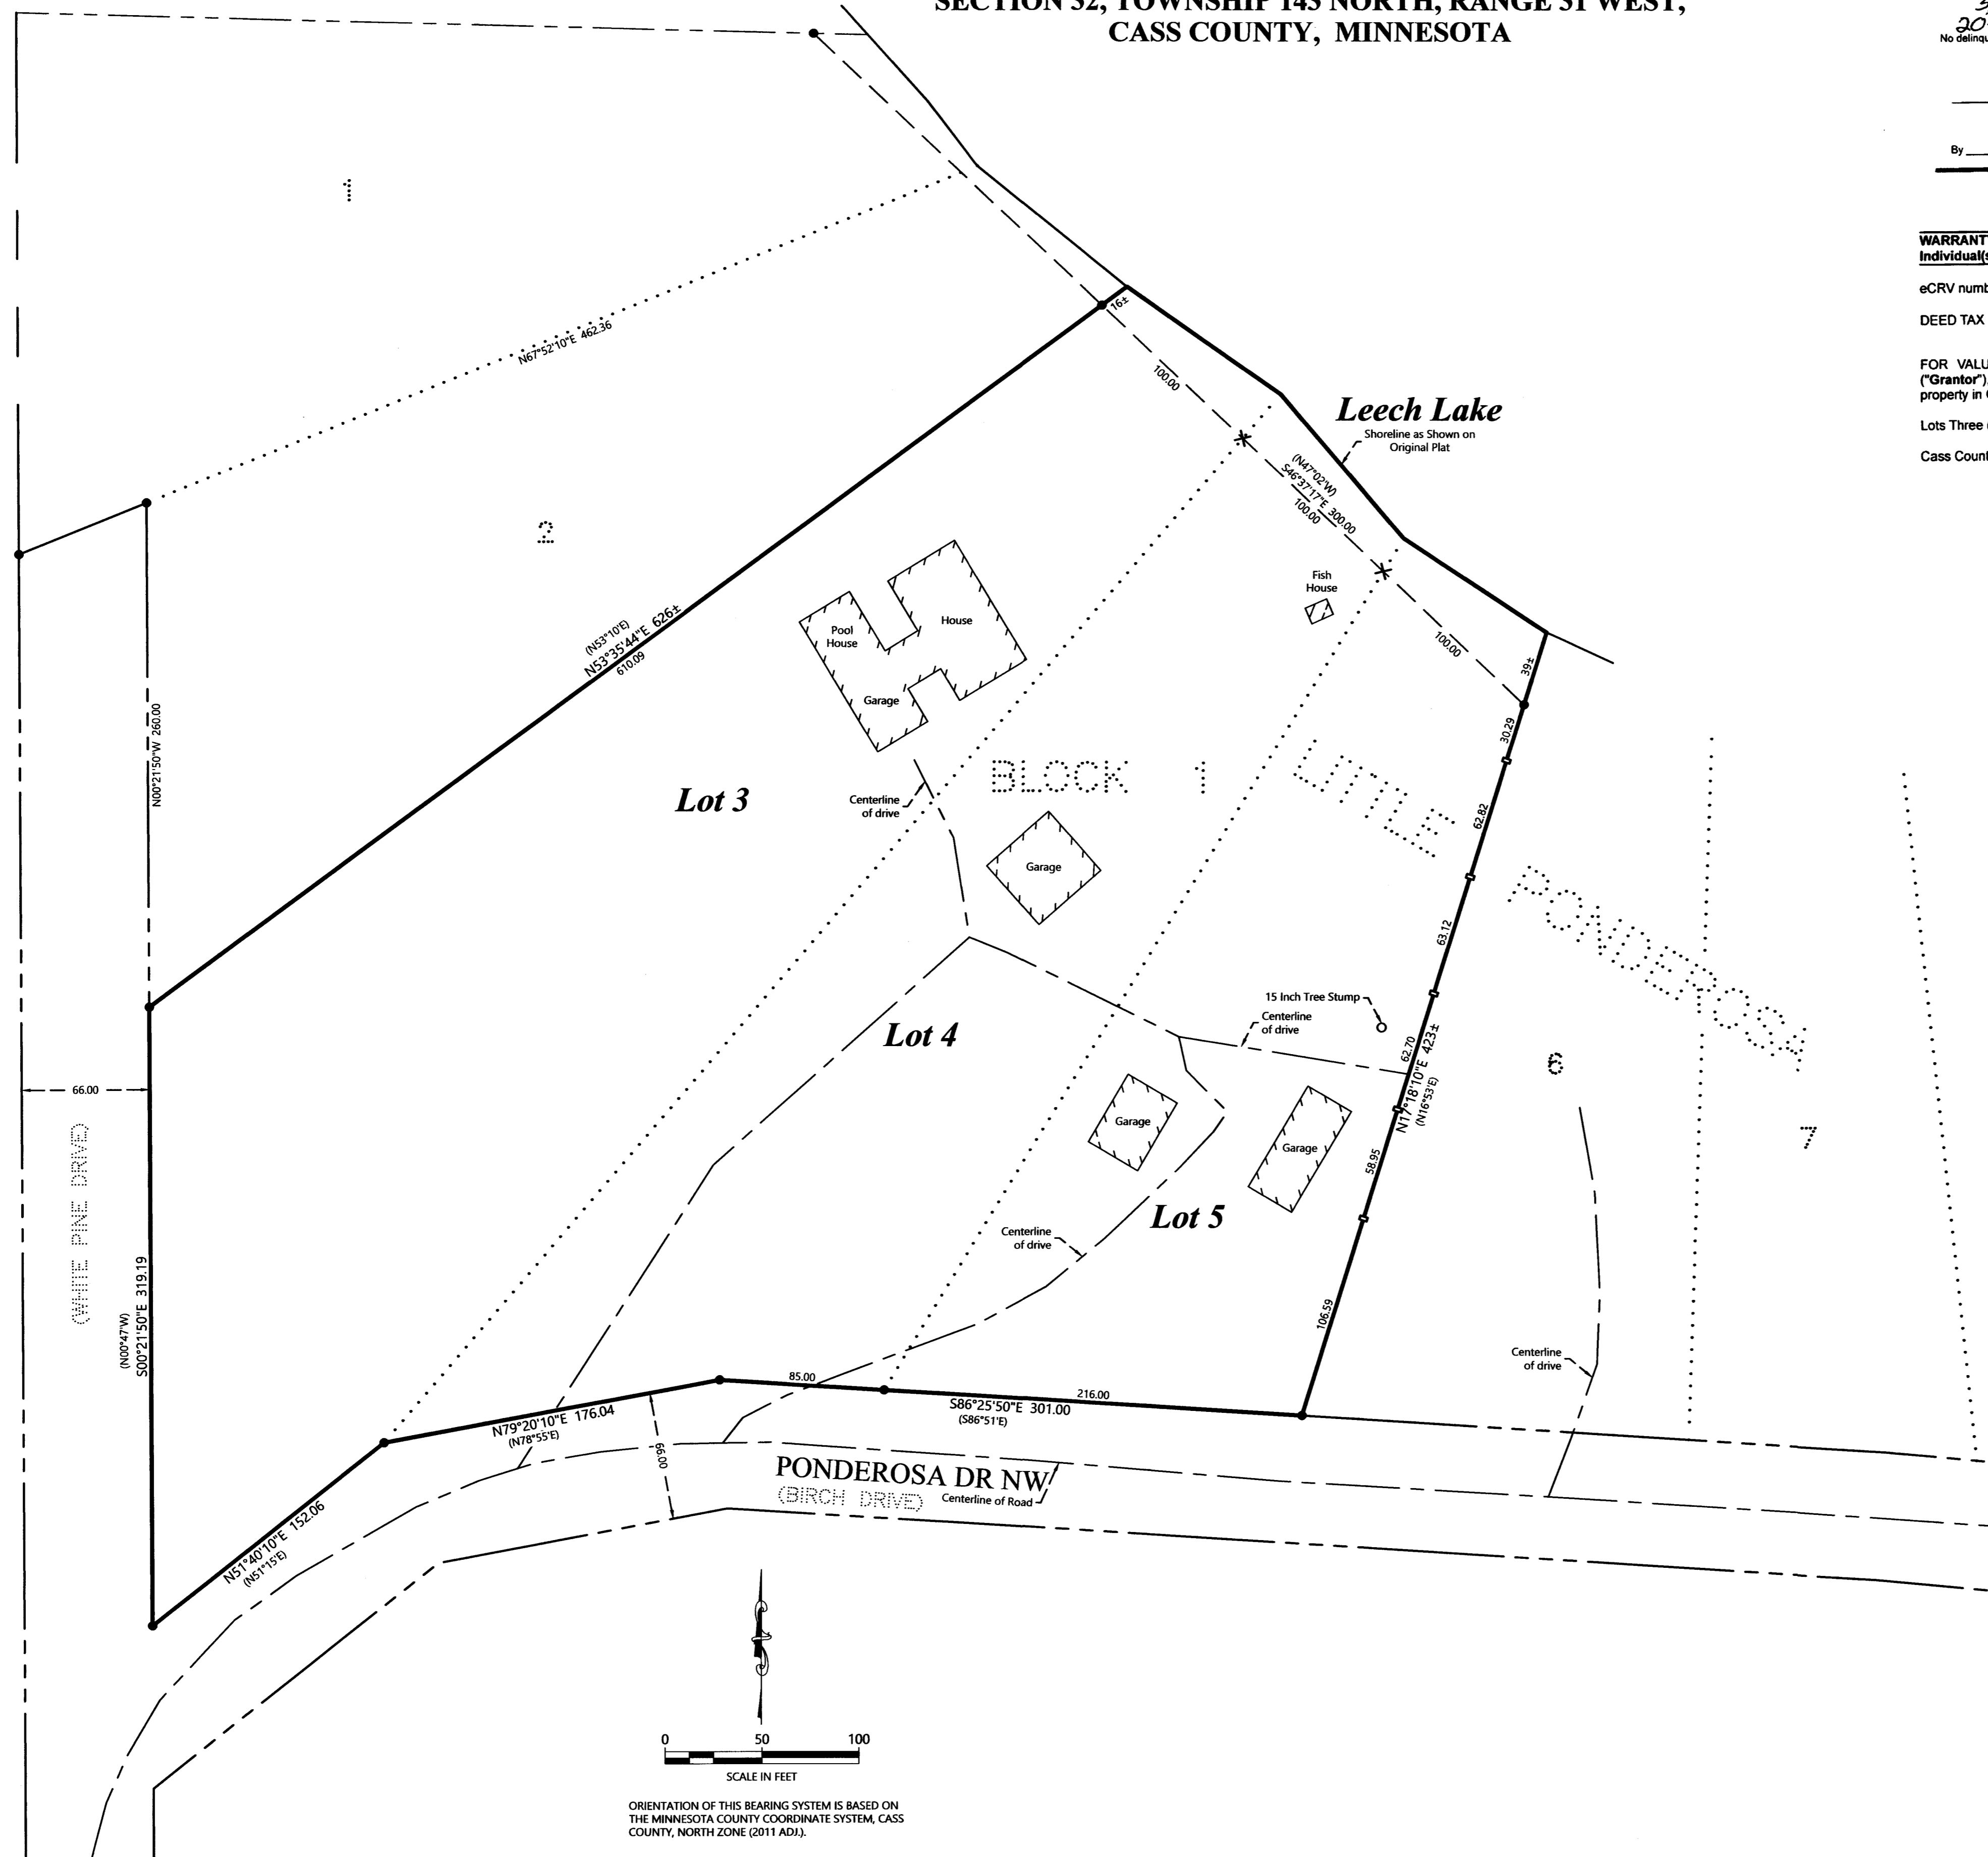 SECTION 32, TOWNSHIP 143 NORTH, RANGE 31 WEST,
CASS COUNTY, MINNESOTA
20
No delinqu
By
WARRANT
Individual(s
eCRV numb
DEED TAX
FOR VALU
("Grantor")
property in
Lots Three
Cass Count
1
N67°52'10"E 462.36
2
16±
100.00
Leech Lake
Shoreline as Shown on
Original Plat
(N47°02'W)
S46°37'17"E 300.00
100.00
Fish
House
100.00
39±
30.29
(N53°10'E)
N53°35'44"E 626±
610.09
Pool
House
House
Garage
N00°21'50"W 260.00
Lot 3
Centerline
of drive
BLOCK 1
LITTLE
PONDEROSA
62.82
Garage
63.12
15 Inch Tree Stump
Centerline
of drive
Lot 4
62.70
N17°18'10"E 423±
(N16°53'E)
6
7
66.00
(WHITE PINE DRIVE)
Garage
Garage
58.95
Lot 5
Centerline
of drive
(N00°47'W)
S00°21'50"E 319.19
106.59
Centerline
of drive
85.00
216.00
S86°25'50"E 301.00
(S86°51'E)
N79°20'10"E 176.04
(N78°55'E)
66.00
PONDEROSA DR NW
(BIRCH DRIVE)
Centerline of Road
N51°40'10"E 152.06
(N51°15'E)
0 50 100
SCALE IN FEET
ORIENTATION OF THIS BEARING SYSTEM IS BASED ON
THE MINNESOTA COUNTY COORDINATE SYSTEM, CASS
COUNTY, NORTH ZONE (2011 ADJ.).